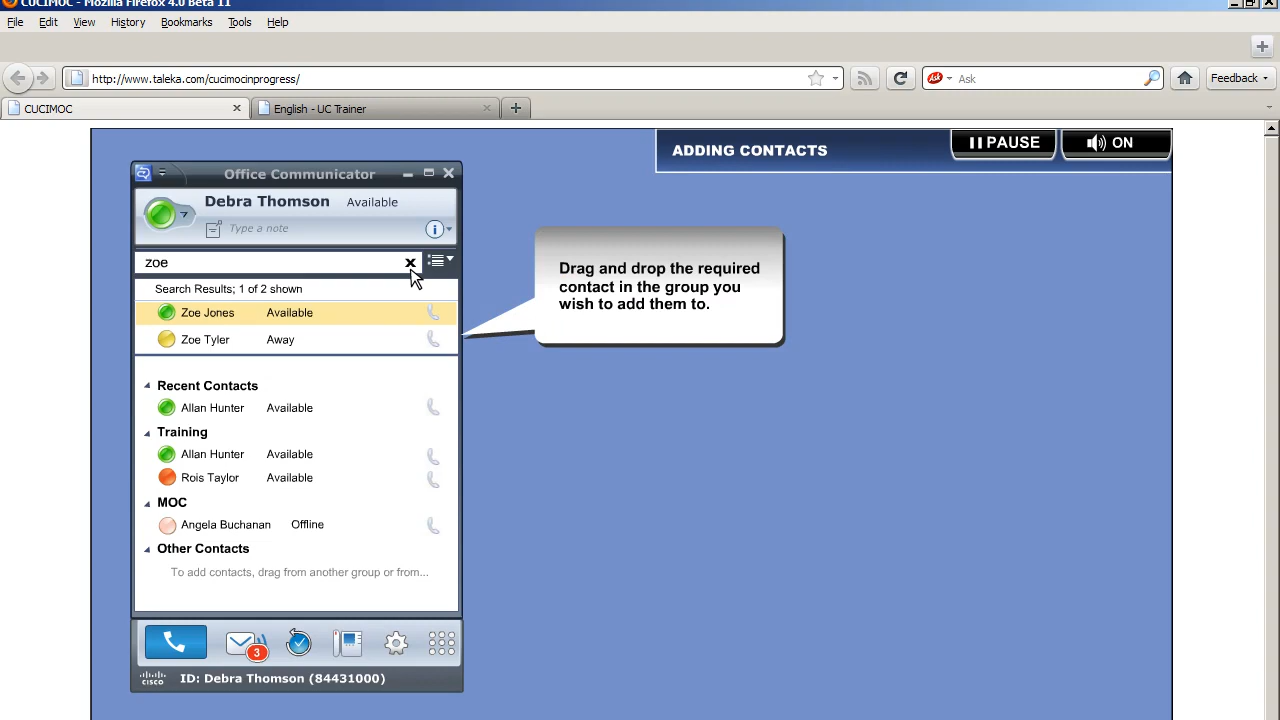 CUCIMOC - Mozilla Firefox 4.0 Beta 11
File Edit View History Bookmarks Tools Help
http://www.taleka.com/cucimocinprogress/
Ask Ask
Feedback
CUCIMOC
English - UC Trainer
ADDING CONTACTS
PAUSE
ON
Office Communicator
Debra Thomson Available
Type a note
i
zoe
Search Results; 1 of 2 shown
Zoe Jones Available
Zoe Tyler Away
Drag and drop the required
contact in the group you
wish to add them to.
Recent Contacts
Allan Hunter Available
Training
Allan Hunter Available
Rois Taylor Available
MOC
Angela Buchanan Offline
Other Contacts
To add contacts, drag from another group or from...
3
CISCO
ID: Debra Thomson (84431000)